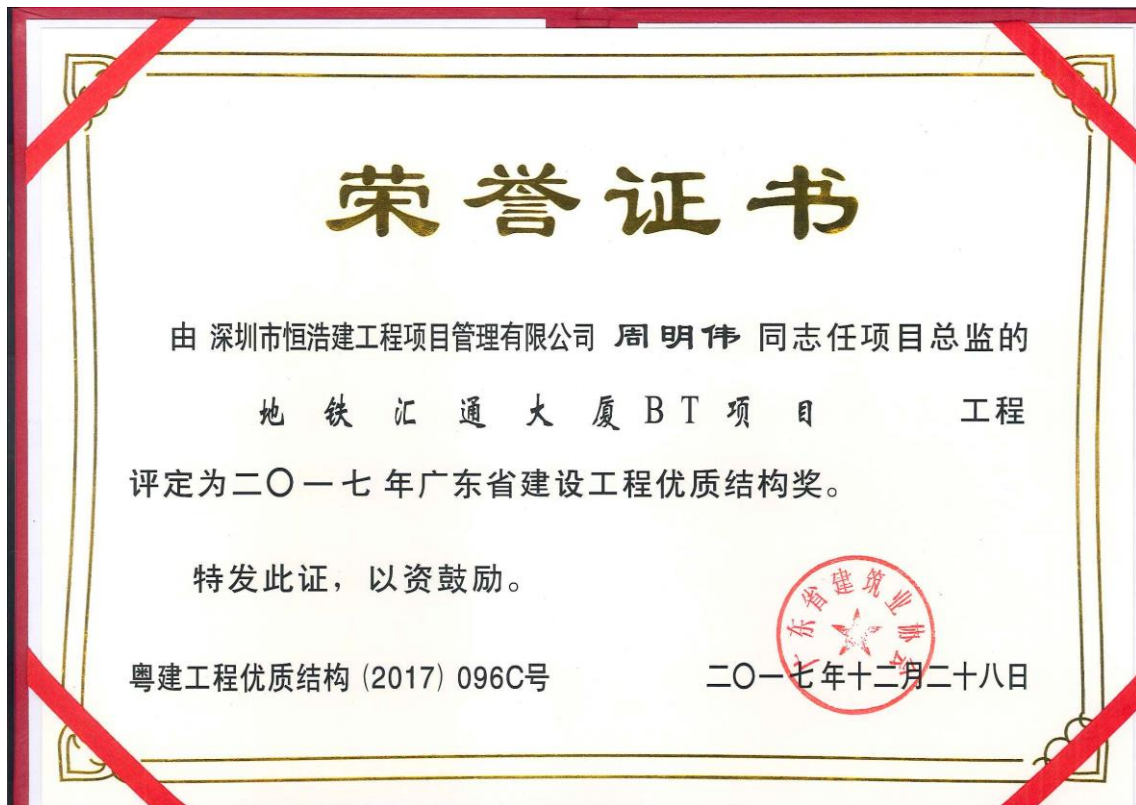 荣誉证书
由 深圳市恒浩建工程项目管理有限公司 周明伟 同志任项目总监的
地铁汇通大厦BT项目 工程
评定为二〇一七年广东省建设工程优质结构奖。
特发此证，以资鼓励。
广东省建筑业协会
粤建工程优质结构（2017）096C号
二〇一七年十二月二十八日